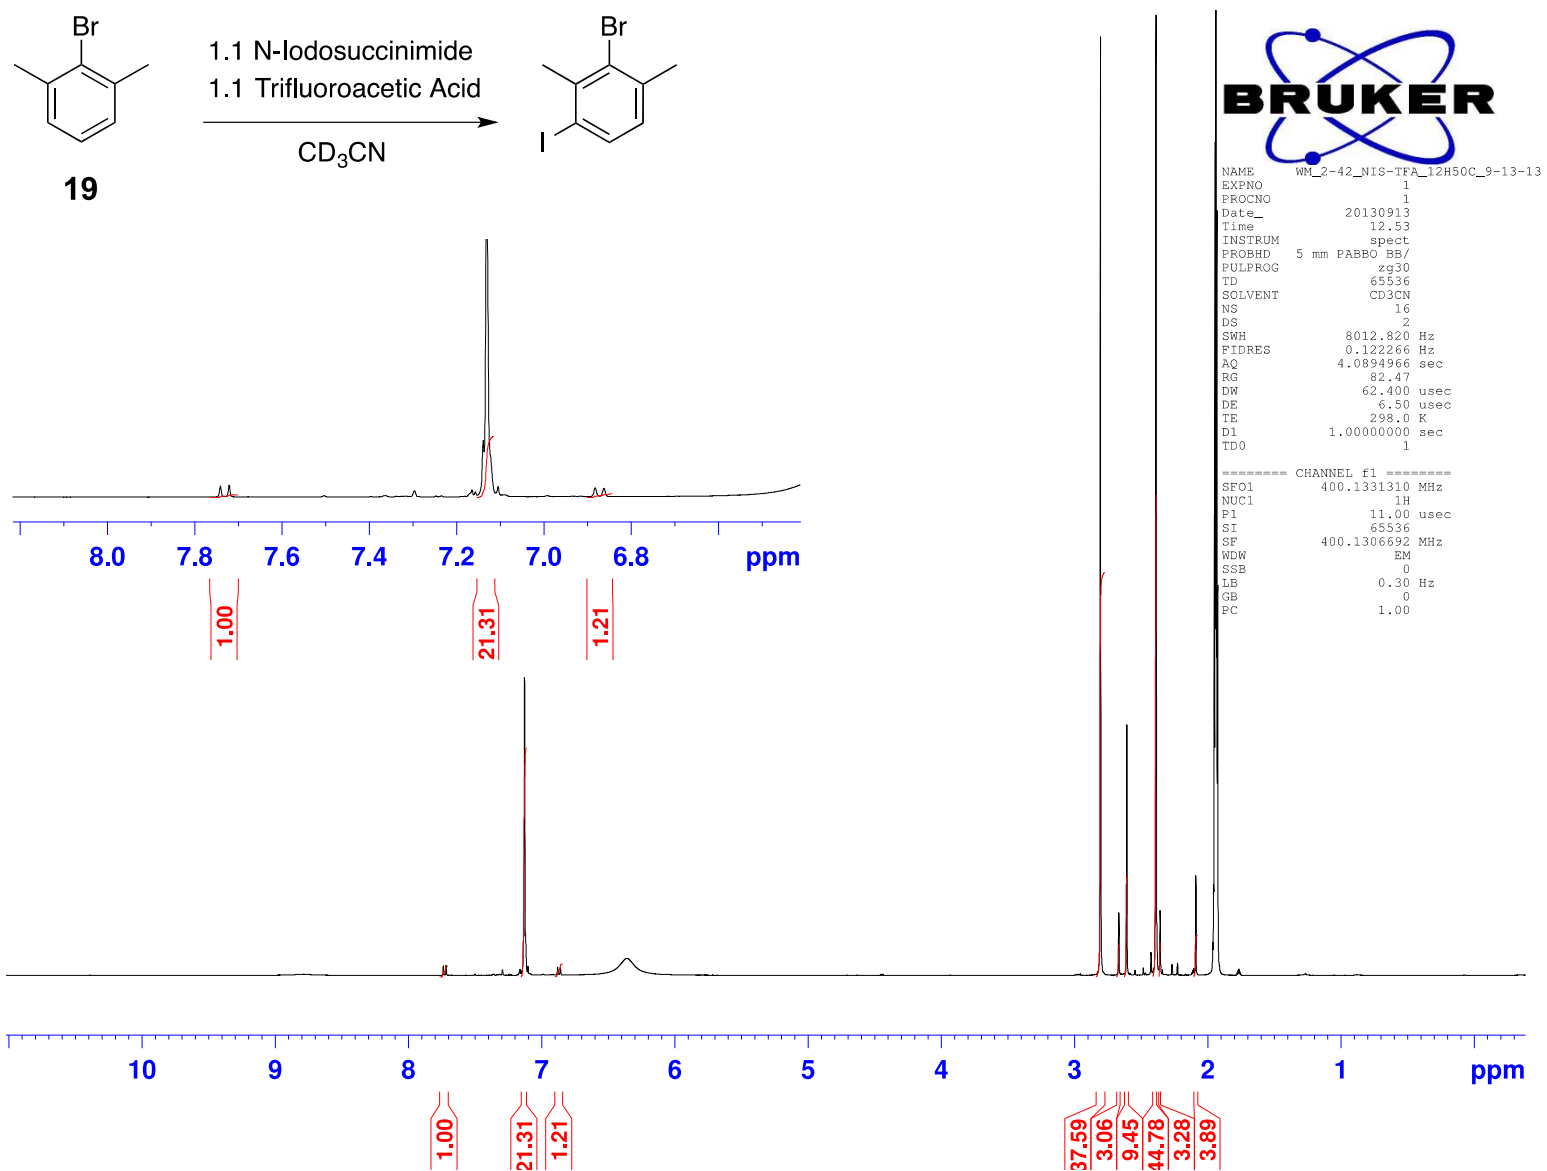 Br
1.1 N-Iodosuccinimide
1.1 Trifluoroacetic Acid
CD3CN
19
Br
I
BRUKER
NAME WM_2-42_NIS-TFA_12H50C_9-13-13
EXPNO 1
PROCNO 1
Date_ 20130913
Time 12.53
INSTRUM spect
PROBHD 5 mm PABBO BB/
PULPROG zg30
TD 65536
SOLVENT CD3CN
NS 16
DS 2
SWH 8012.820 Hz
FIDRES 0.122266 Hz
AQ 4.0894966 sec
RG 82.47
DW 62.400 usec
DE 6.50 usec
TE 298.0 K
D1 1.00000000 sec
TD0 1
======== CHANNEL f1 ========
SFO1 400.1331310 MHz
NUC1 1H
P1 11.00 usec
SI 65536
SF 400.1306692 MHz
WDW EM
SSB 0
LB 0.30 Hz
GB 0
PC 1.00
8.0 7.8 7.6 7.4 7.2 7.0 6.8 ppm
1.00 21.31 1.21
10 9 8 7 6 5 4 3 2 1 ppm
1.00 21.31 1.21 37.59 3.06 9.45 44.78 3.28 3.89